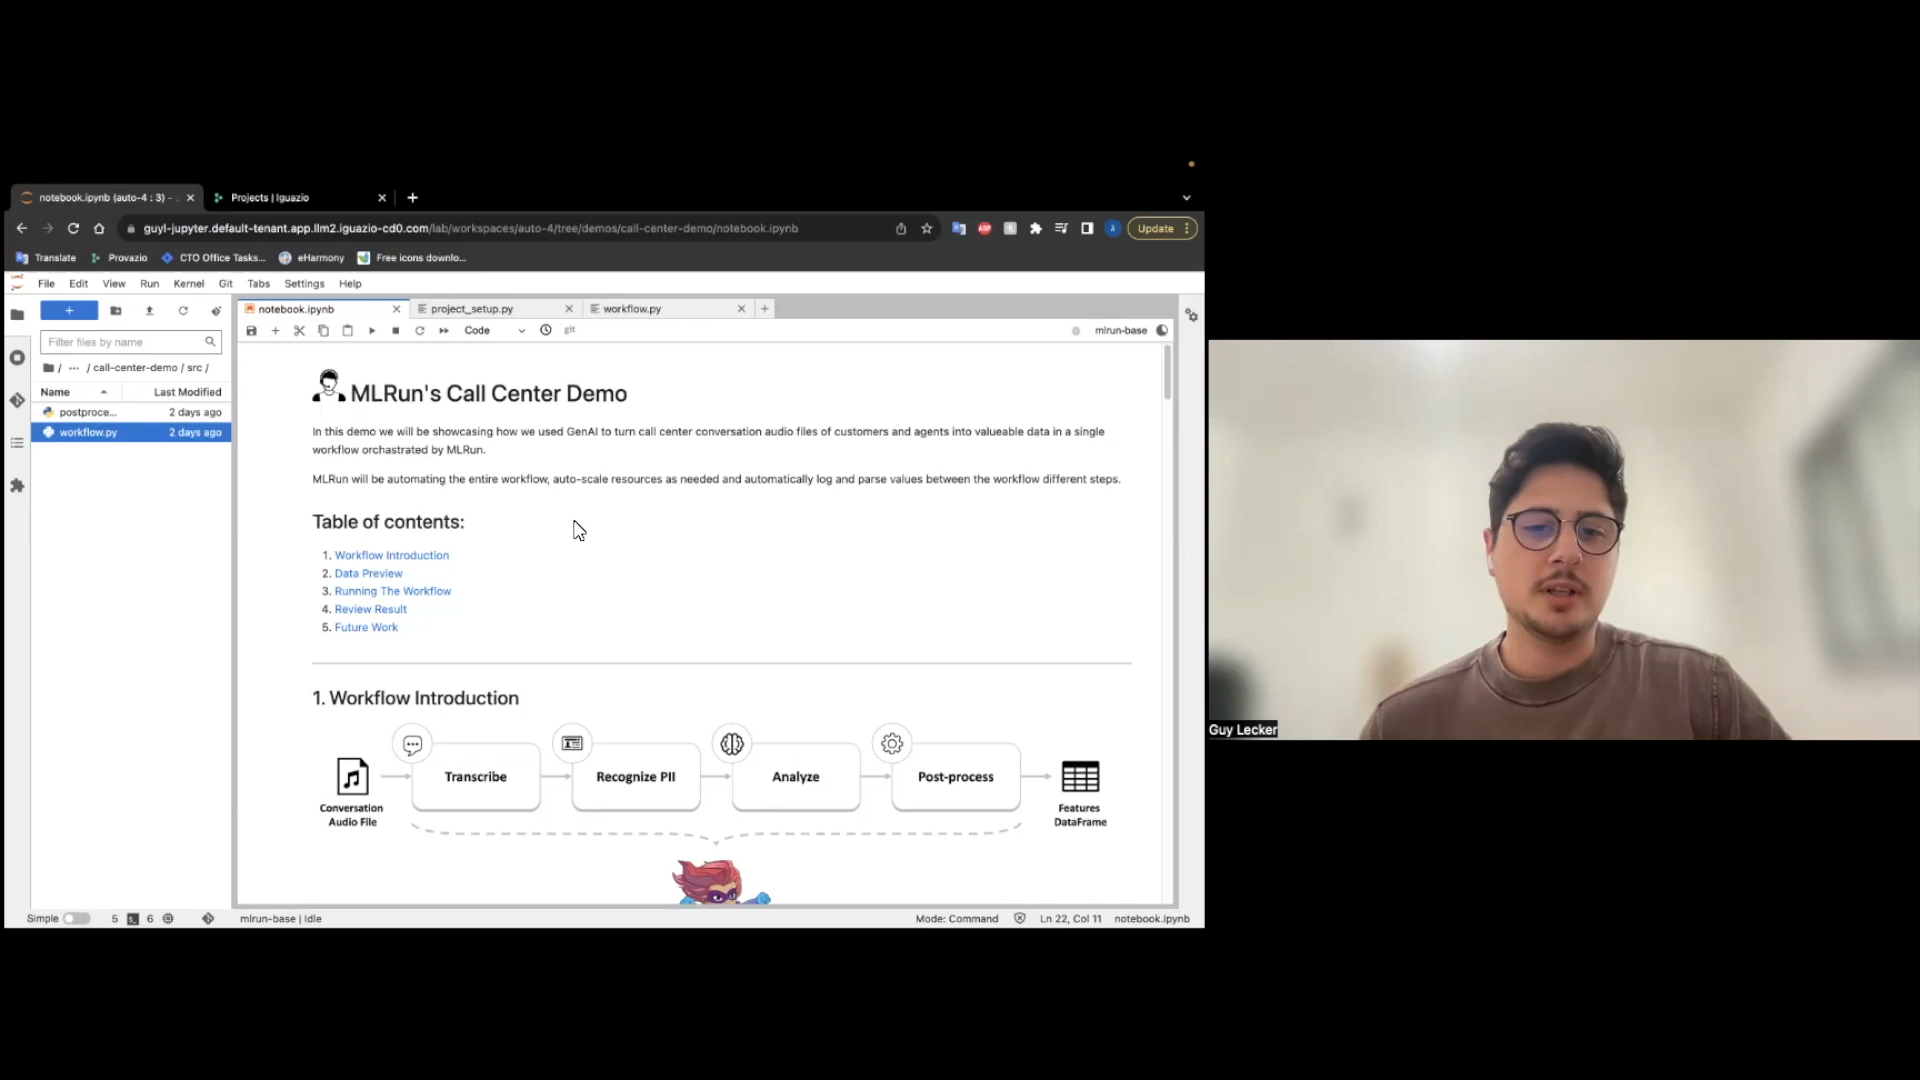 notebook.ipynb (auto-4 : 3) -
Projects | Iguazio
guyl-jupyter.default-tenant.app.llm2.iguazio-cd0.com/lab/workspaces/auto-4/tree/demos/call-center-demo/notebook.ipynb
ABP
Update
Translate
Provazio
CTO Office Tasks...
eHarmony
Free icons downlo...
File Edit View Run Kernel Git Tabs Settings Help
notebook.ipynb
project_setup.py
workflow.py
Code
git
mlrun-base
Filter files by name
/ ... / call-center-demo / src /
Name Last Modified
postproce... 2 days ago
workflow.py 2 days ago
MLRun's Call Center Demo
In this demo we will be showcasing how we used GenAI to turn call center conversation audio files of customers and agents into valueable data in a single
workflow orchastrated by MLRun.
MLRun will be automating the entire workflow, auto-scale resources as needed and automatically log and parse values between the workflow different steps.
Table of contents:
1. Workflow Introduction
2. Data Preview
3. Running The Workflow
4. Review Result
5. Future Work
1. Workflow Introduction
Conversation
Audio File
Transcribe
Recognize PII
Analyze
Post-process
Features
DataFrame
Simple 5 6 mlrun-base | Idle
Mode: Command Ln 22, Col 11 notebook.ipynb
Guy Lecker